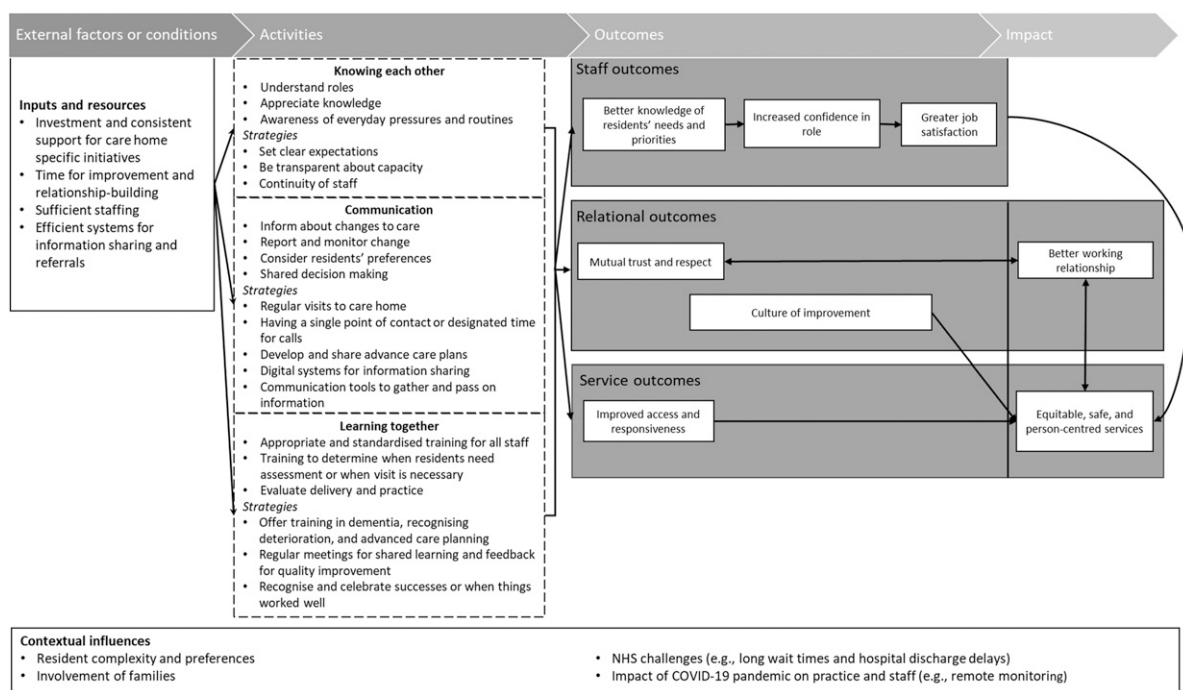 External factors or conditions
Activities
Outcomes
Impact
Inputs and resources
• Investment and consistent
support for care home
specific initiatives
• Time for improvement and
relationship-building
• Sufficient staffing
• Efficient systems for
information sharing and
referrals
Knowing each other
• Understand roles
• Appreciate knowledge
• Awareness of everyday pressures and routines
Strategies
• Set clear expectations
• Be transparent about capacity
• Continuity of staff
Communication
• Inform about changes to care
• Report and monitor change
• Consider residents' preferences
• Shared decision making
Strategies
• Regular visits to care home
• Having a single point of contact or designated time
for calls
• Develop and share advance care plans
• Digital systems for information sharing
• Communication tools to gather and pass on
information
Learning together
• Appropriate and standardised training for all staff
• Training to determine when residents need
assessment or when visit is necessary
• Evaluate delivery and practice
Strategies
• Offer training in dementia, recognising
deterioration, and advanced care planning
• Regular meetings for shared learning and feedback
for quality improvement
• Recognise and celebrate successes or when things
worked well
Staff outcomes
Better knowledge of
residents' needs and
priorities
Increased confidence in
role
Greater job
satisfaction
Relational outcomes
Mutual trust and respect
Better working
relationship
Culture of improvement
Service outcomes
Improved access and
responsiveness
Equitable, safe, and
person-centred services
Contextual influences
• Resident complexity and preferences
• Involvement of families
• NHS challenges (e.g., long wait times and hospital discharge delays)
• Impact of COVID-19 pandemic on practice and staff (e.g., remote monitoring)